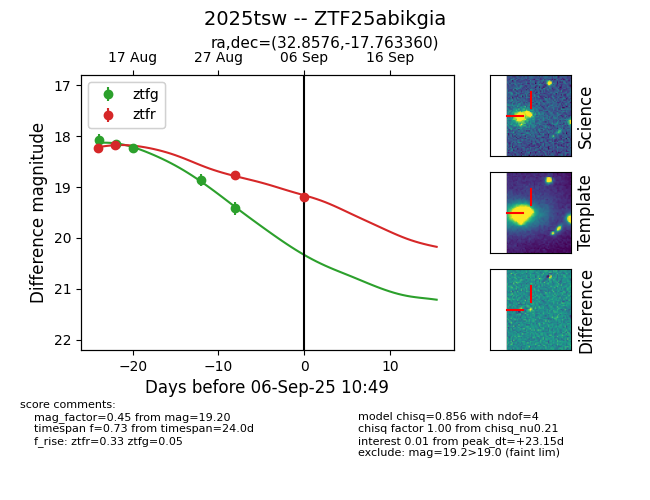 2025tsw -- ZTF25abikgia
ra,dec=(32.8576,-17.763360)
17 Aug 27 Aug 06 Sep 16 Sep
17
18
19
20
21
22
Difference magnitude
ztfg
ztfr
−20 −10 0 10
Days before 06-Sep-25 10:49
Science
Template
Difference
score comments:
mag_factor=0.45 from mag=19.20
timespan f=0.73 from timespan=24.0d
f_rise: ztfr=0.33 ztfg=0.05
model chisq=0.856 with ndof=4
chisq factor 1.00 from chisq_nu0.21
interest 0.01 from peak_dt=+23.15d
exclude: mag=19.2>19.0 (faint lim)